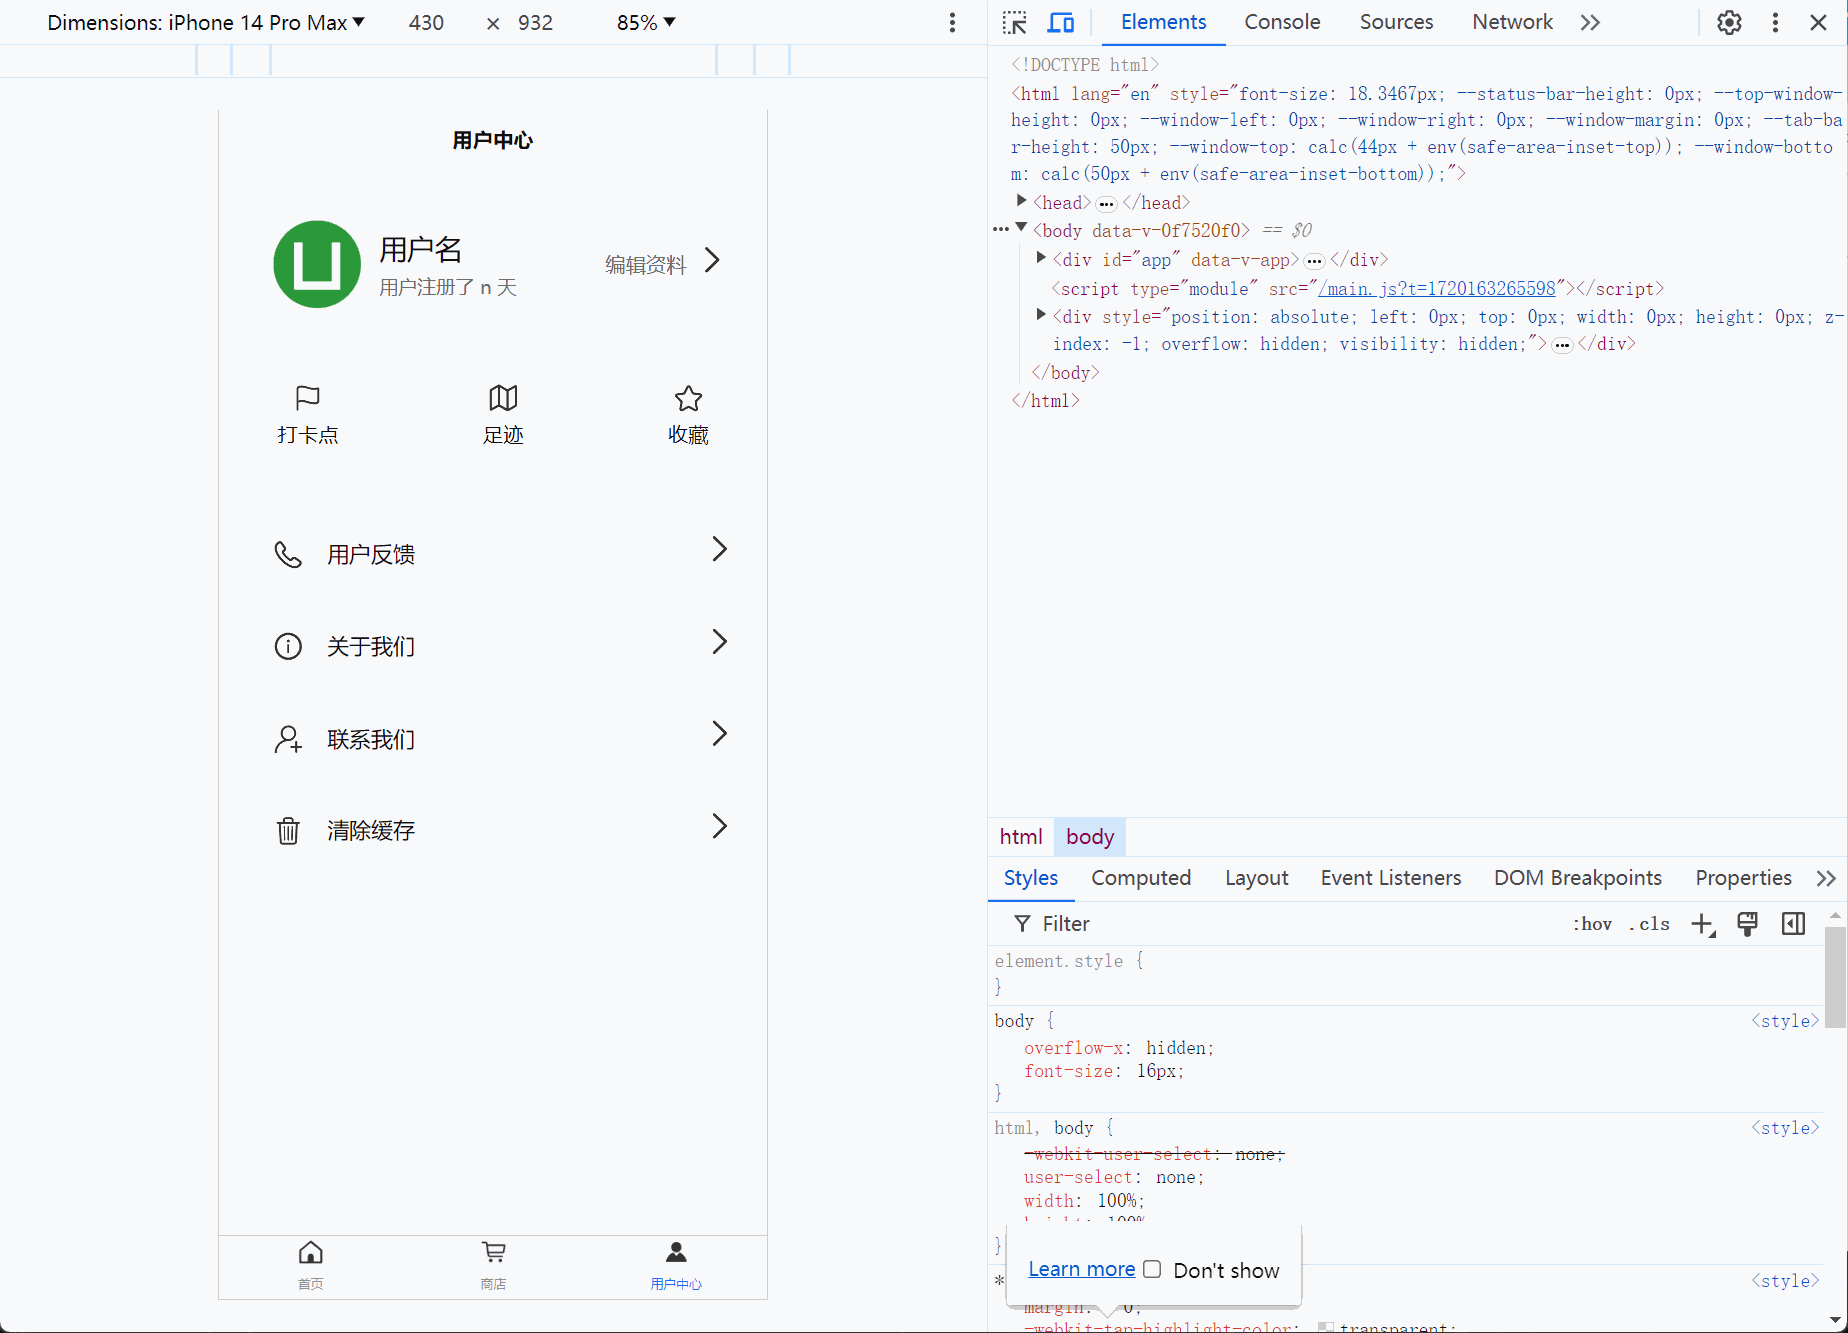 Dimensions: iPhone 14 Pro Max 430 × 932 85%
用户中心
用户名
用户注册了 n 天
编辑资料
打卡点 足迹 收藏
用户反馈
关于我们
联系我们
清除缓存
首页 商店 用户中心
Elements Console Sources Network
<!DOCTYPE html>
<html lang="en" style="font-size: 18.3467px; --status-bar-height: 0px; --top-window-
height: 0px; --window-left: 0px; --window-right: 0px; --window-margin: 0px; --tab-ba
r-height: 50px; --window-top: calc(44px + env(safe-area-inset-top)); --window-botto
m: calc(50px + env(safe-area-inset-bottom));">
<head>…</head>
<body data-v-0f7520f0> == $0
<div id="app" data-v-app>…</div>
<script type="module" src="/main.js?t=1720163265598"></script>
<div style="position: absolute; left: 0px; top: 0px; width: 0px; height: 0px; z-
index: -1; overflow: hidden; visibility: hidden;">…</div>
</body>
</html>
html body
Styles Computed Layout Event Listeners DOM Breakpoints Properties
Filter :hov .cls
element.style {
}
body { <style>
overflow-x: hidden;
font-size: 16px;
}
html, body { <style>
-webkit-user-select: none;
user-select: none;
width: 100%;
height: 100%
}
Learn more Don't show
* <style>
margin: 0;
-webkit-tap-highlight-color: transparent;